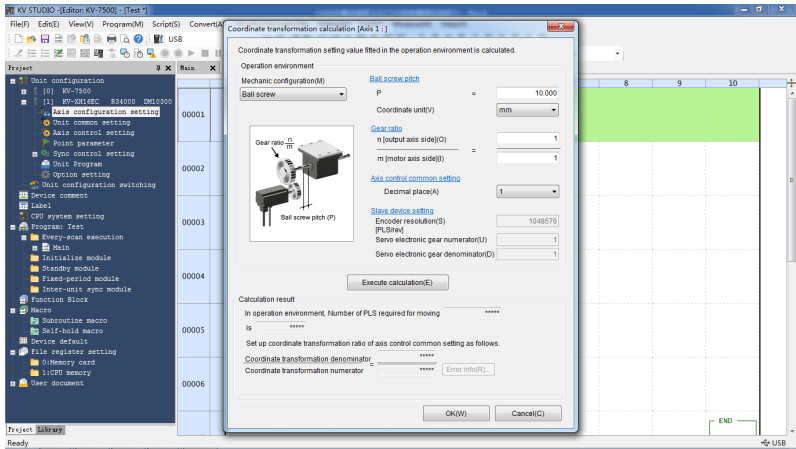 KV STUDIO -[Editor: KV-7500] - [Test *]
File(F) Edit(E) View(V) Program(M) Script(S) Convert(A
USB
Project
Main
Unit configuration
[0] KV-7500
[1] KV-XH16EC R34000 DM10300
Axis configuration setting
Unit common setting
Axis control setting
Point parameter
Sync control setting
Unit Program
Option setting
Unit configuration switching
Device comment
Label
CPU system setting
Program: Test
Every-scan execution
Main
Initialize module
Standby module
Fixed-period module
Inter-unit sync module
Function Block
Macro
Subroutine macro
Self-hold macro
Device default
File register setting
0:Memory card
1:CPU memory
User document
Project Library
Ready
00001
00002
00003
00004
00005
00006
Coordinate transformation calculation [Axis 1 : ]
Coordinate transformation setting value fitted in the operation environment is calculated.
Operation environment
Mechanic configuration(M)
Ball screw
Gear ratio n
m
Ball screw pitch (P)
Ball screw pitch
P = 10.000
Coordinate unit(V) mm
Gear ratio
n [output axis side](O) 1
=
m [motor axis side](I) 1
Axis control common setting
Decimal place(A) 1
Slave device setting
Encoder resolution(S) 1048576
[PLS/rev]
Servo electronic gear numerator(U) 1
Servo electronic gear denominator(D) 1
Execute calculation(E)
Calculation result
In operation environment, Number of PLS required for moving *****
is *****
Set up coordinate transformation ratio of axis control common setting as follows.
Coordinate transformation denominator *****
=
Coordinate transformation numerator ***** Error info(R)...
OK(W) Cancel(C)
8 9 10
END
USB